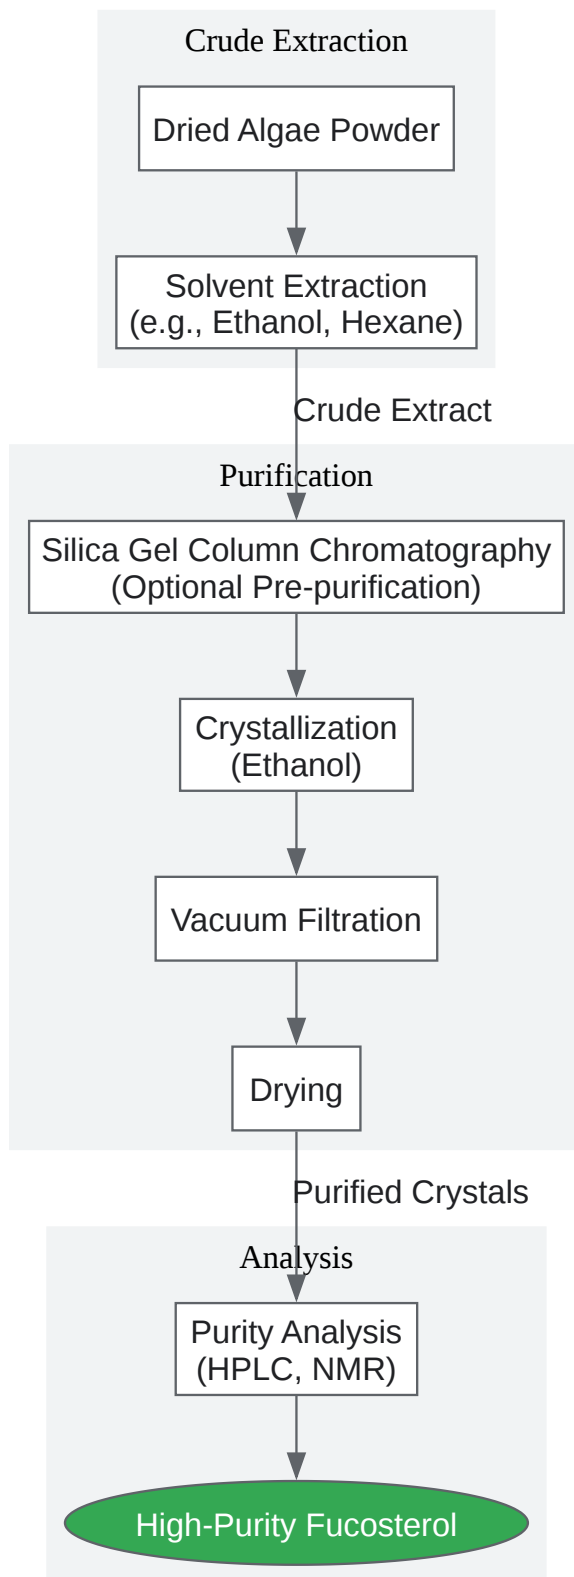 Crude Extraction
Dried Algae Powder
Solvent Extraction
(e.g., Ethanol, Hexane)
Crude Extract
Purification
Silica Gel Column Chromatography
(Optional Pre-purification)
Crystallization
(Ethanol)
Vacuum Filtration
Drying
Purified Crystals
Analysis
Purity Analysis
(HPLC, NMR)
High-Purity Fucosterol